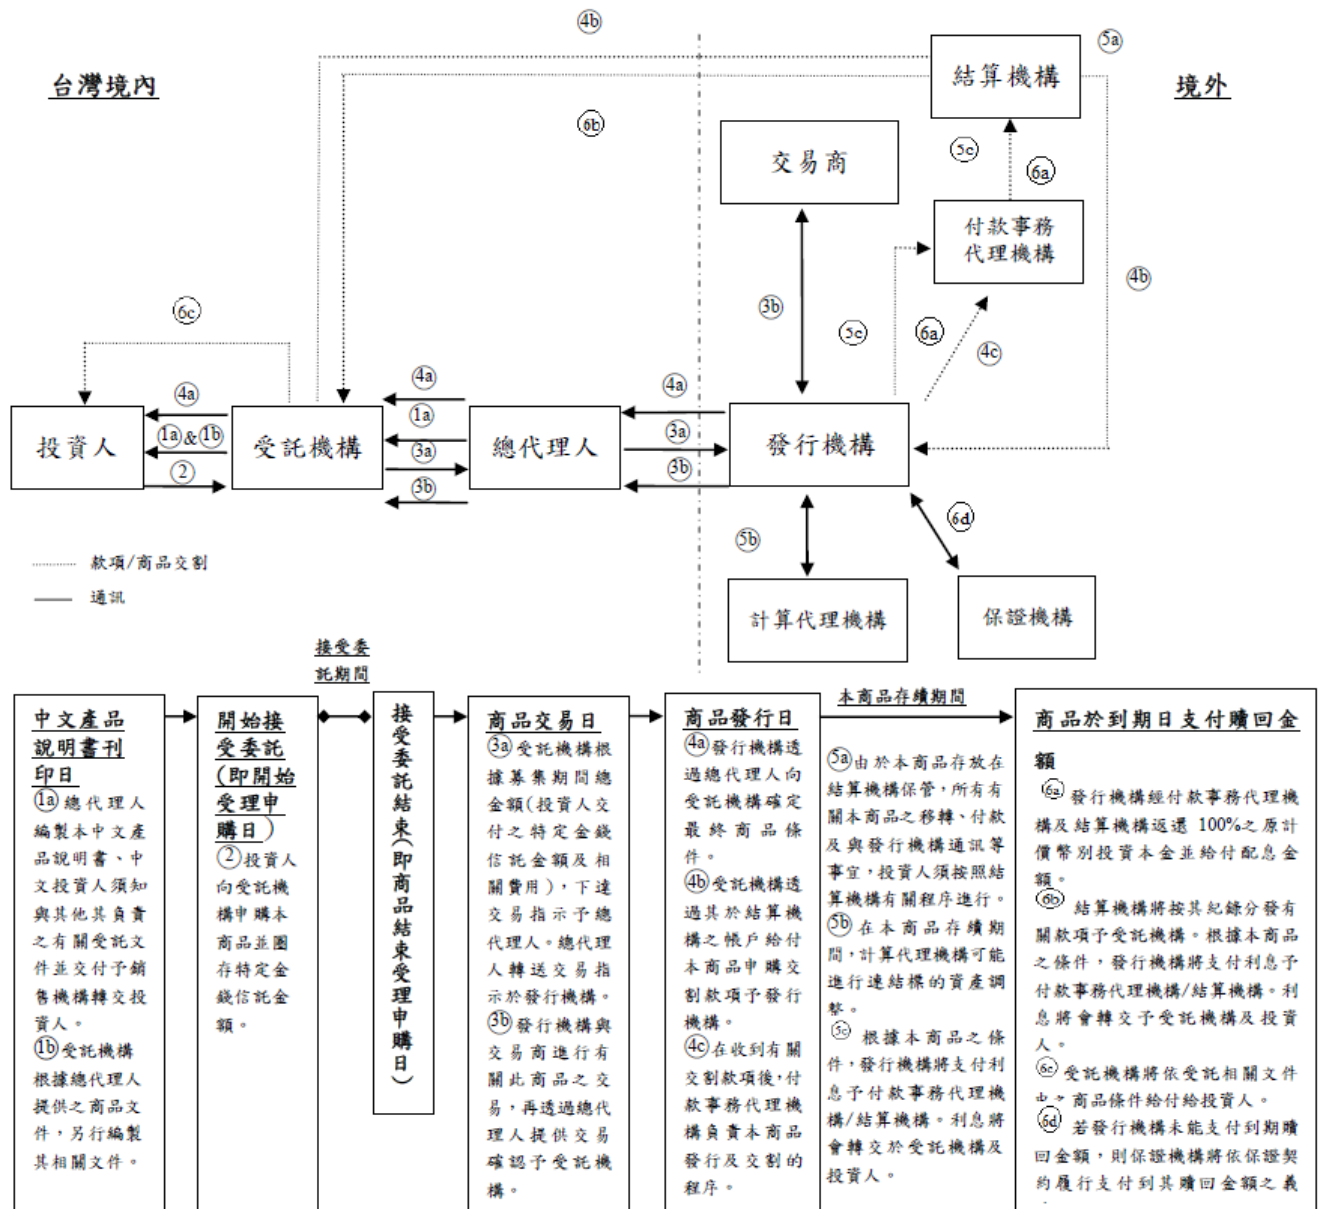 4b
5a
台灣境內
結算機構
境外
6b
5c
交易商
6a
付款事務
代理機構
4b
6c
3b
5c
6a
4c
4a
4a
4a
1a
3a
投資人
1a&1b
受託機構
3a
總代理人
發行機構
2
3b
3b
6d
5b
款項/商品交割
通訊
計算代理機構
保證機構
接受委
託期間
本商品存續期間
中文產品
說明書刊
印日
1a總代理人
編製本中文產
品說明書、中
文投資人須知
與其他其負責
之有關受託文
件並交付予銷
售機構轉交投
資人。
1b受託機構
根據總代理人
提供之商品文
件，另行編製
其相關文件。
開始接
受委託
(即開始
受理申
購日)
2投資人
向受託機
構申購本
商品並圈
存特定金
錢信託金
額。
接受委託結束(即商品結束受理申購日)
商品交易日
3a受託機構根
據募集期間總
金額(投資人交
付之特定金錢
信託金額及相
關費用)，下達
交易指示予總
代理人。總代理
人轉送交易指
示於發行機構。
3b發行機構與
交易商進行有
關此商品之交
易，再透過總代
理人提供交易
確認予受託機
構。
商品發行日
4a發行機構透
過總代理人向
受託機構確定
最終商品條
件。
4b受託機構透
過其於結算機
構之帳戶給付
本商品申購交
割款項予發行
機構。
4c在收到有關
交割款項後，付
款事務代理機
構負責本商品
發行及交割的
程序。
5a由於本商品存放在
結算機構保管，所有有
關本商品之移轉、付款
及與發行機構通訊等
事宜，投資人須按照結
算機構有關程序進行。
5b在本商品存續期
間，計算代理機構可能
進行連結標的資產調
整。
5c 根據本商品之條
件，發行機構將支付利
息予付款事務代理機
構/結算機構。利息將
會轉交於受託機構及
投資人。
商品於到期日支付贖回金
額
6a發行機構經付款事務代理機
構及結算機構返還 100%之原計
價幣別投資本金並給付配息金
額。
6b 結算機構將按其紀錄分發有
關款項予受託機構。根據本商品
之條件，發行機構將支付利息予
付款事務代理機構/結算機構。利
息將會轉交予受託機構及投資
人。
6c受託機構將依受託相關文件
中之商品條件給付給投資人。
6d 若發行機構未能支付到期贖
回金額，則保證機構將依保證契
約履行支付到其贖回金額之義